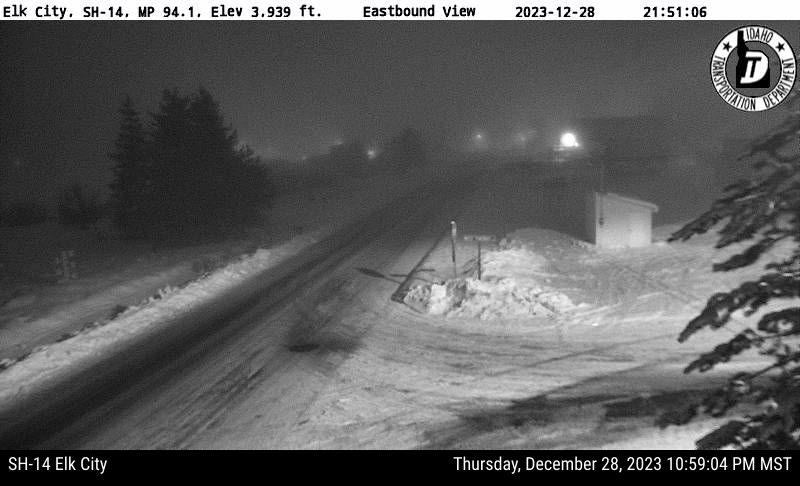 Elk City, SH-14, MP 94.1, Elev 3,939 ft. Eastbound View 2023-12-28 21:51:06
IDAHO
TRANSPORTATION DEPARTMENT
SH-14 Elk City Thursday, December 28, 2023 10:59:04 PM MST